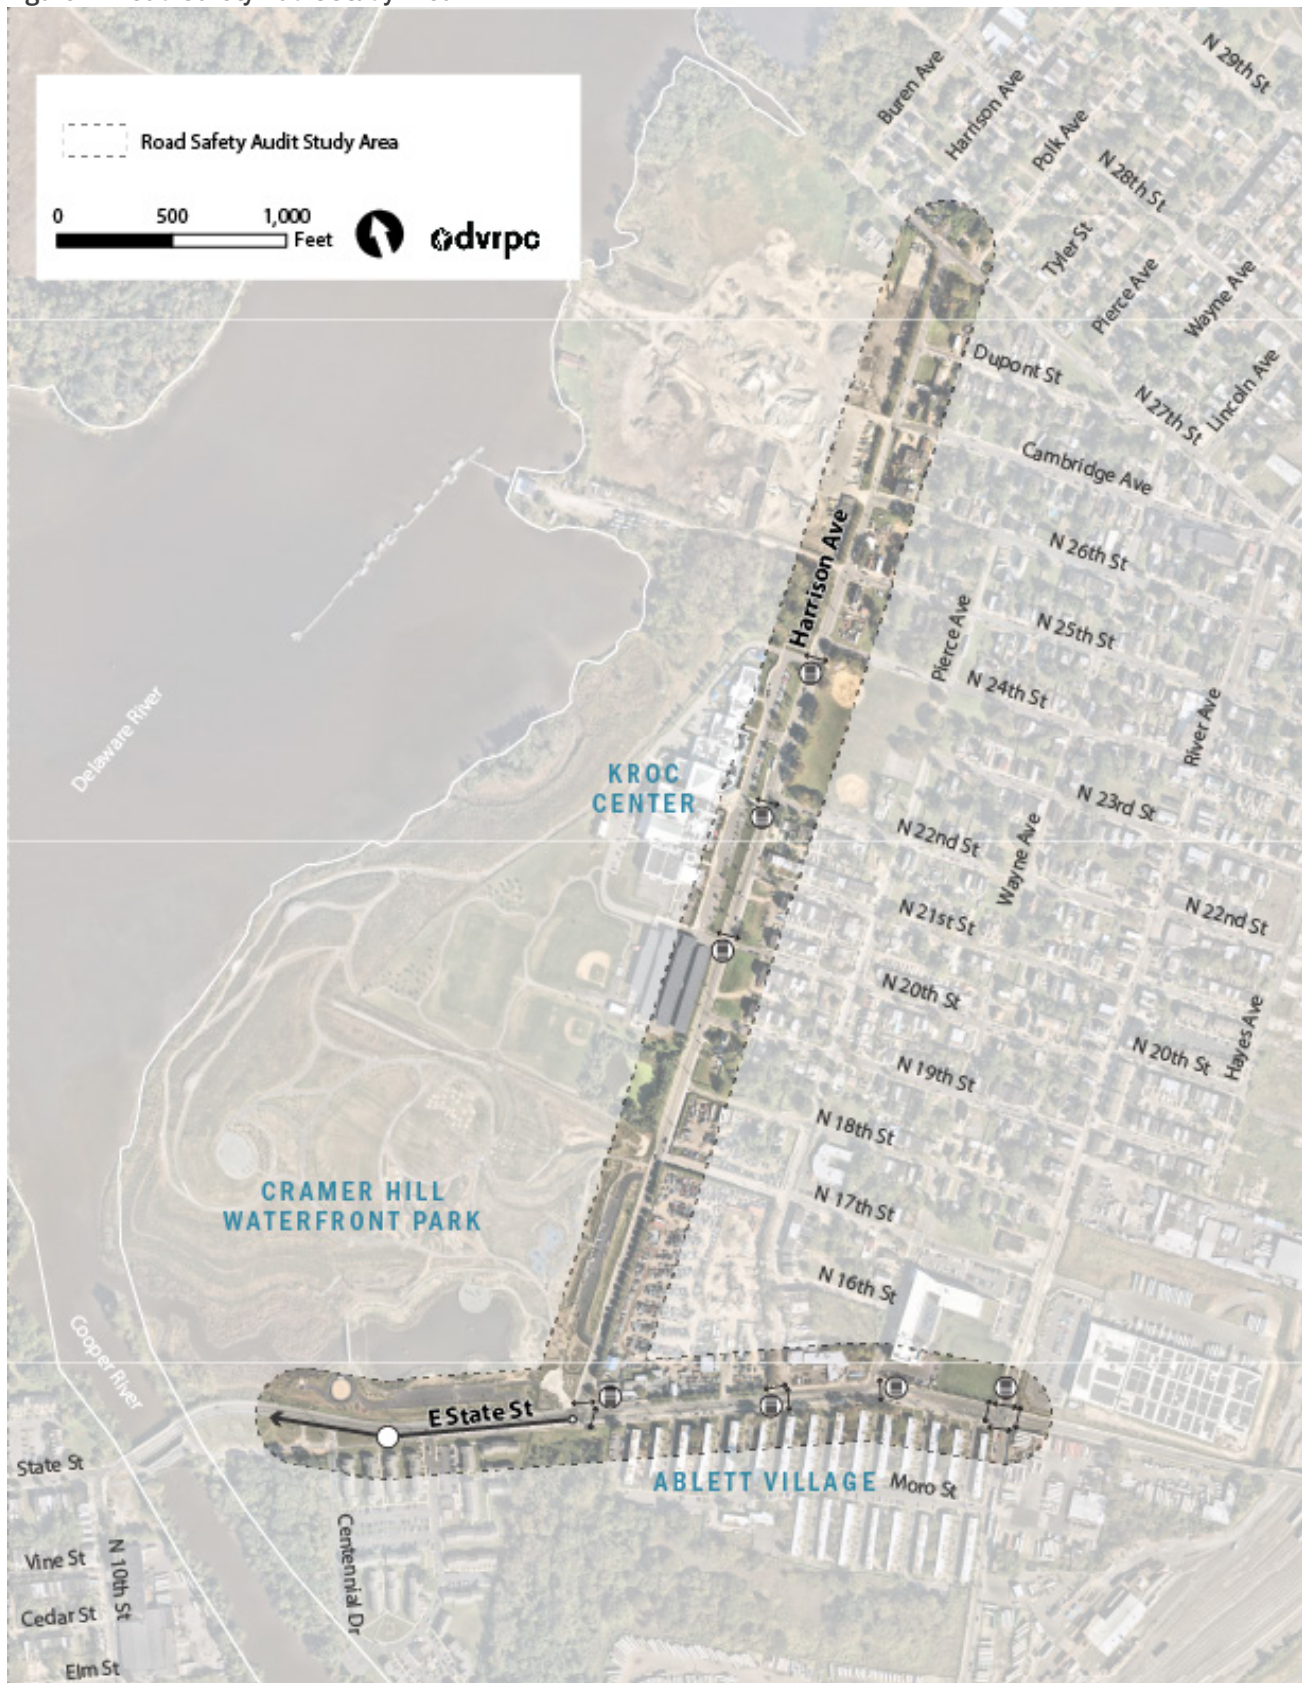 Road Safety Audit Study Area
0 500 1,000
Feet
dvrpc
Buren Ave
Harrison Ave
Polk Ave
N 29th St
N 28th St
Tyler St
Pierce Ave
Wayne Ave
Lincoln Ave
Dupont St
N 27th St
Cambridge Ave
Harrison Ave
N 26th St
N 25th St
Pierce Ave
N 24th St
River Ave
Delaware River
KROC
CENTER
N 23rd St
N 22nd St
Wayne Ave
N 21st St
N 22nd St
N 20th St
Hayes Ave
N 20th St
N 19th St
N 18th St
CRAMER HILL
WATERFRONT PARK
N 17th St
N 16th St
Cooper River
E State St
State St
ABLETT VILLAGE
Moro St
Centennial Dr
Vine St
N 10th St
Cedar St
Elm St